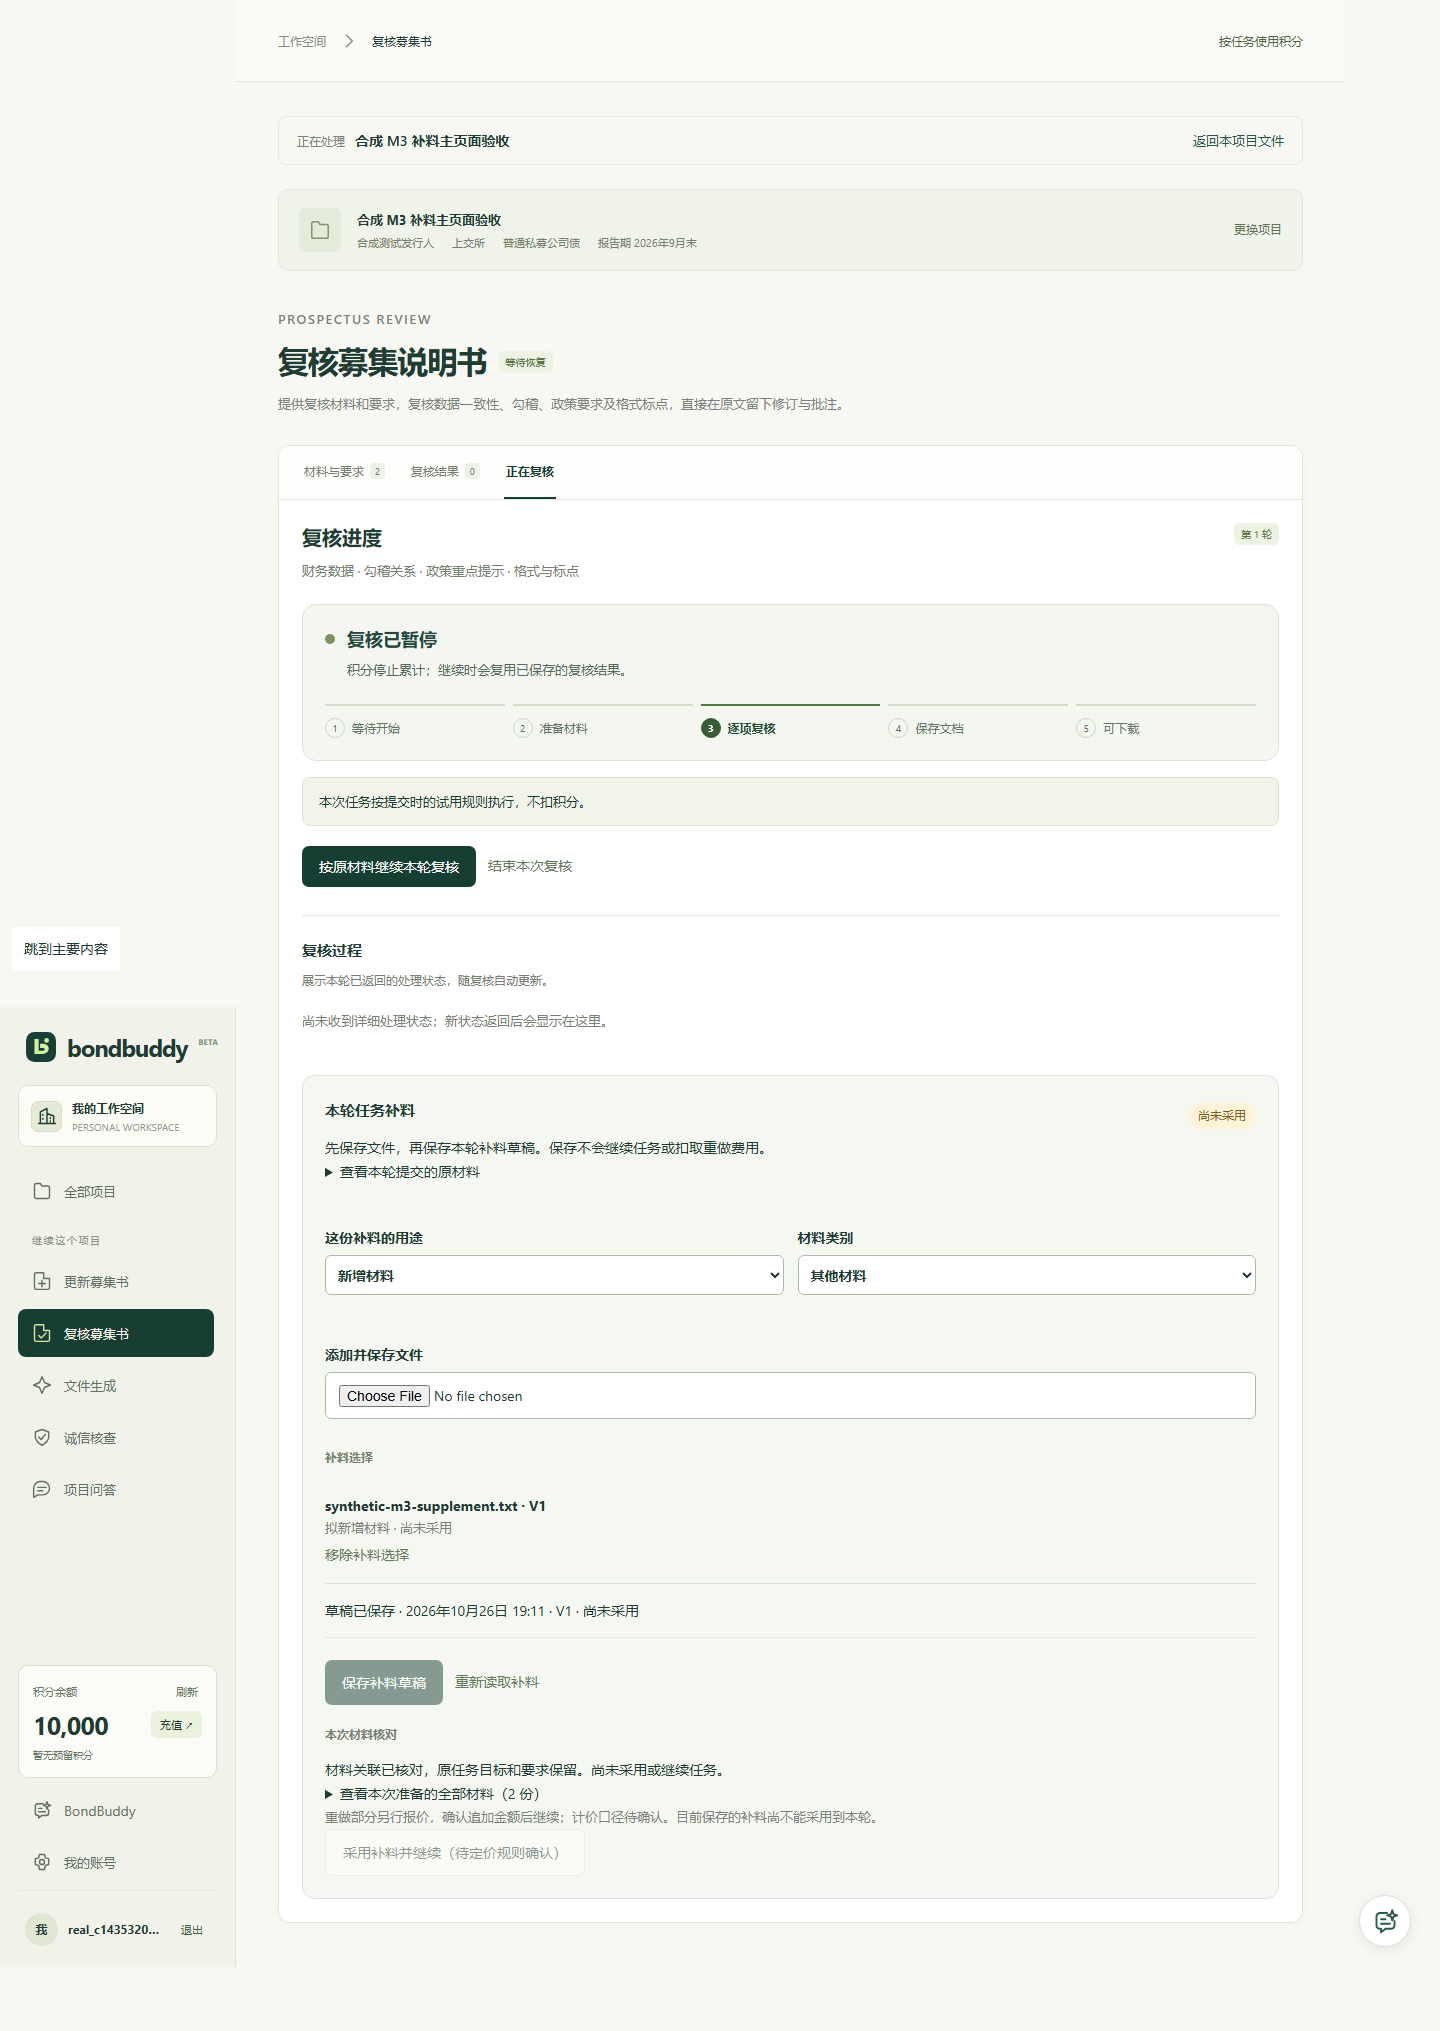 工作空间
复核募集书
按任务使用积分
正在处理 合成 M3 补料主页面验收
返回本项目文件
合成 M3 补料主页面验收
合成测试发行人 上交所 普通私募公司债 报告期 2026年9月末
更换项目
PROSPECTUS REVIEW
复核募集说明书
等待恢复
提供复核材料和要求，复核数据一致性、勾稽、政策要求及格式标点，直接在原文留下修订与批注。
材料与要求 2
复核结果 0
正在复核
复核进度
第 1 轮
财务数据 · 勾稽关系 · 政策重点提示 · 格式与标点
复核已暂停
积分停止累计；继续时会复用已保存的复核结果。
1 等待开始
2 准备材料
3 逐项复核
4 保存文档
5 可下载
本次任务按提交时的试用规则执行，不扣积分。
按原材料继续本轮复核
结束本次复核
复核过程
展示本轮已返回的处理状态，随复核自动更新。
尚未收到详细处理状态；新状态返回后会显示在这里。
本轮任务补料
尚未采用
先保存文件，再保存本轮补料草稿。保存不会继续任务或扣取重做费用。
▶ 查看本轮提交的原材料
这份补料的用途
新增材料
材料类别
其他材料
添加并保存文件
Choose File No file chosen
补料选择
synthetic-m3-supplement.txt · V1
拟新增材料 · 尚未采用
移除补料选择
草稿已保存 · 2026年10月26日 19:11 · V1 · 尚未采用
保存补料草稿
重新读取补料
本次材料核对
材料关联已核对，原任务目标和要求保留。尚未采用或继续任务。
▶ 查看本次准备的全部材料（2 份）
重做部分另行报价，确认追加金额后继续；计价口径待确认。目前保存的补料尚不能采用到本轮。
采用补料并继续（待定价规则确认）
跳到主要内容
bondbuddy BETA
我的工作空间
PERSONAL WORKSPACE
全部项目
继续这个项目
更新募集书
复核募集书
文件生成
诚信核查
项目问答
积分余额
刷新
10,000
充值 ↗
暂无预留积分
BondBuddy
我的账号
我 real_c1435320... 退出